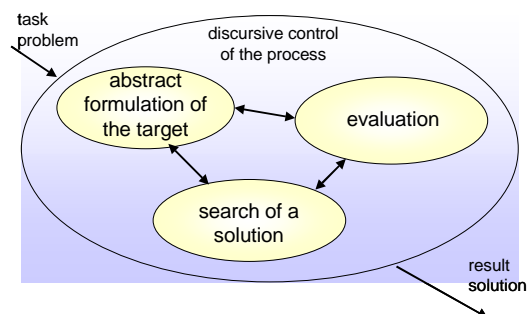 task
problem
discursive control
of the process
abstract
formulation of
the target
evaluation
search of a
solution
result
solution